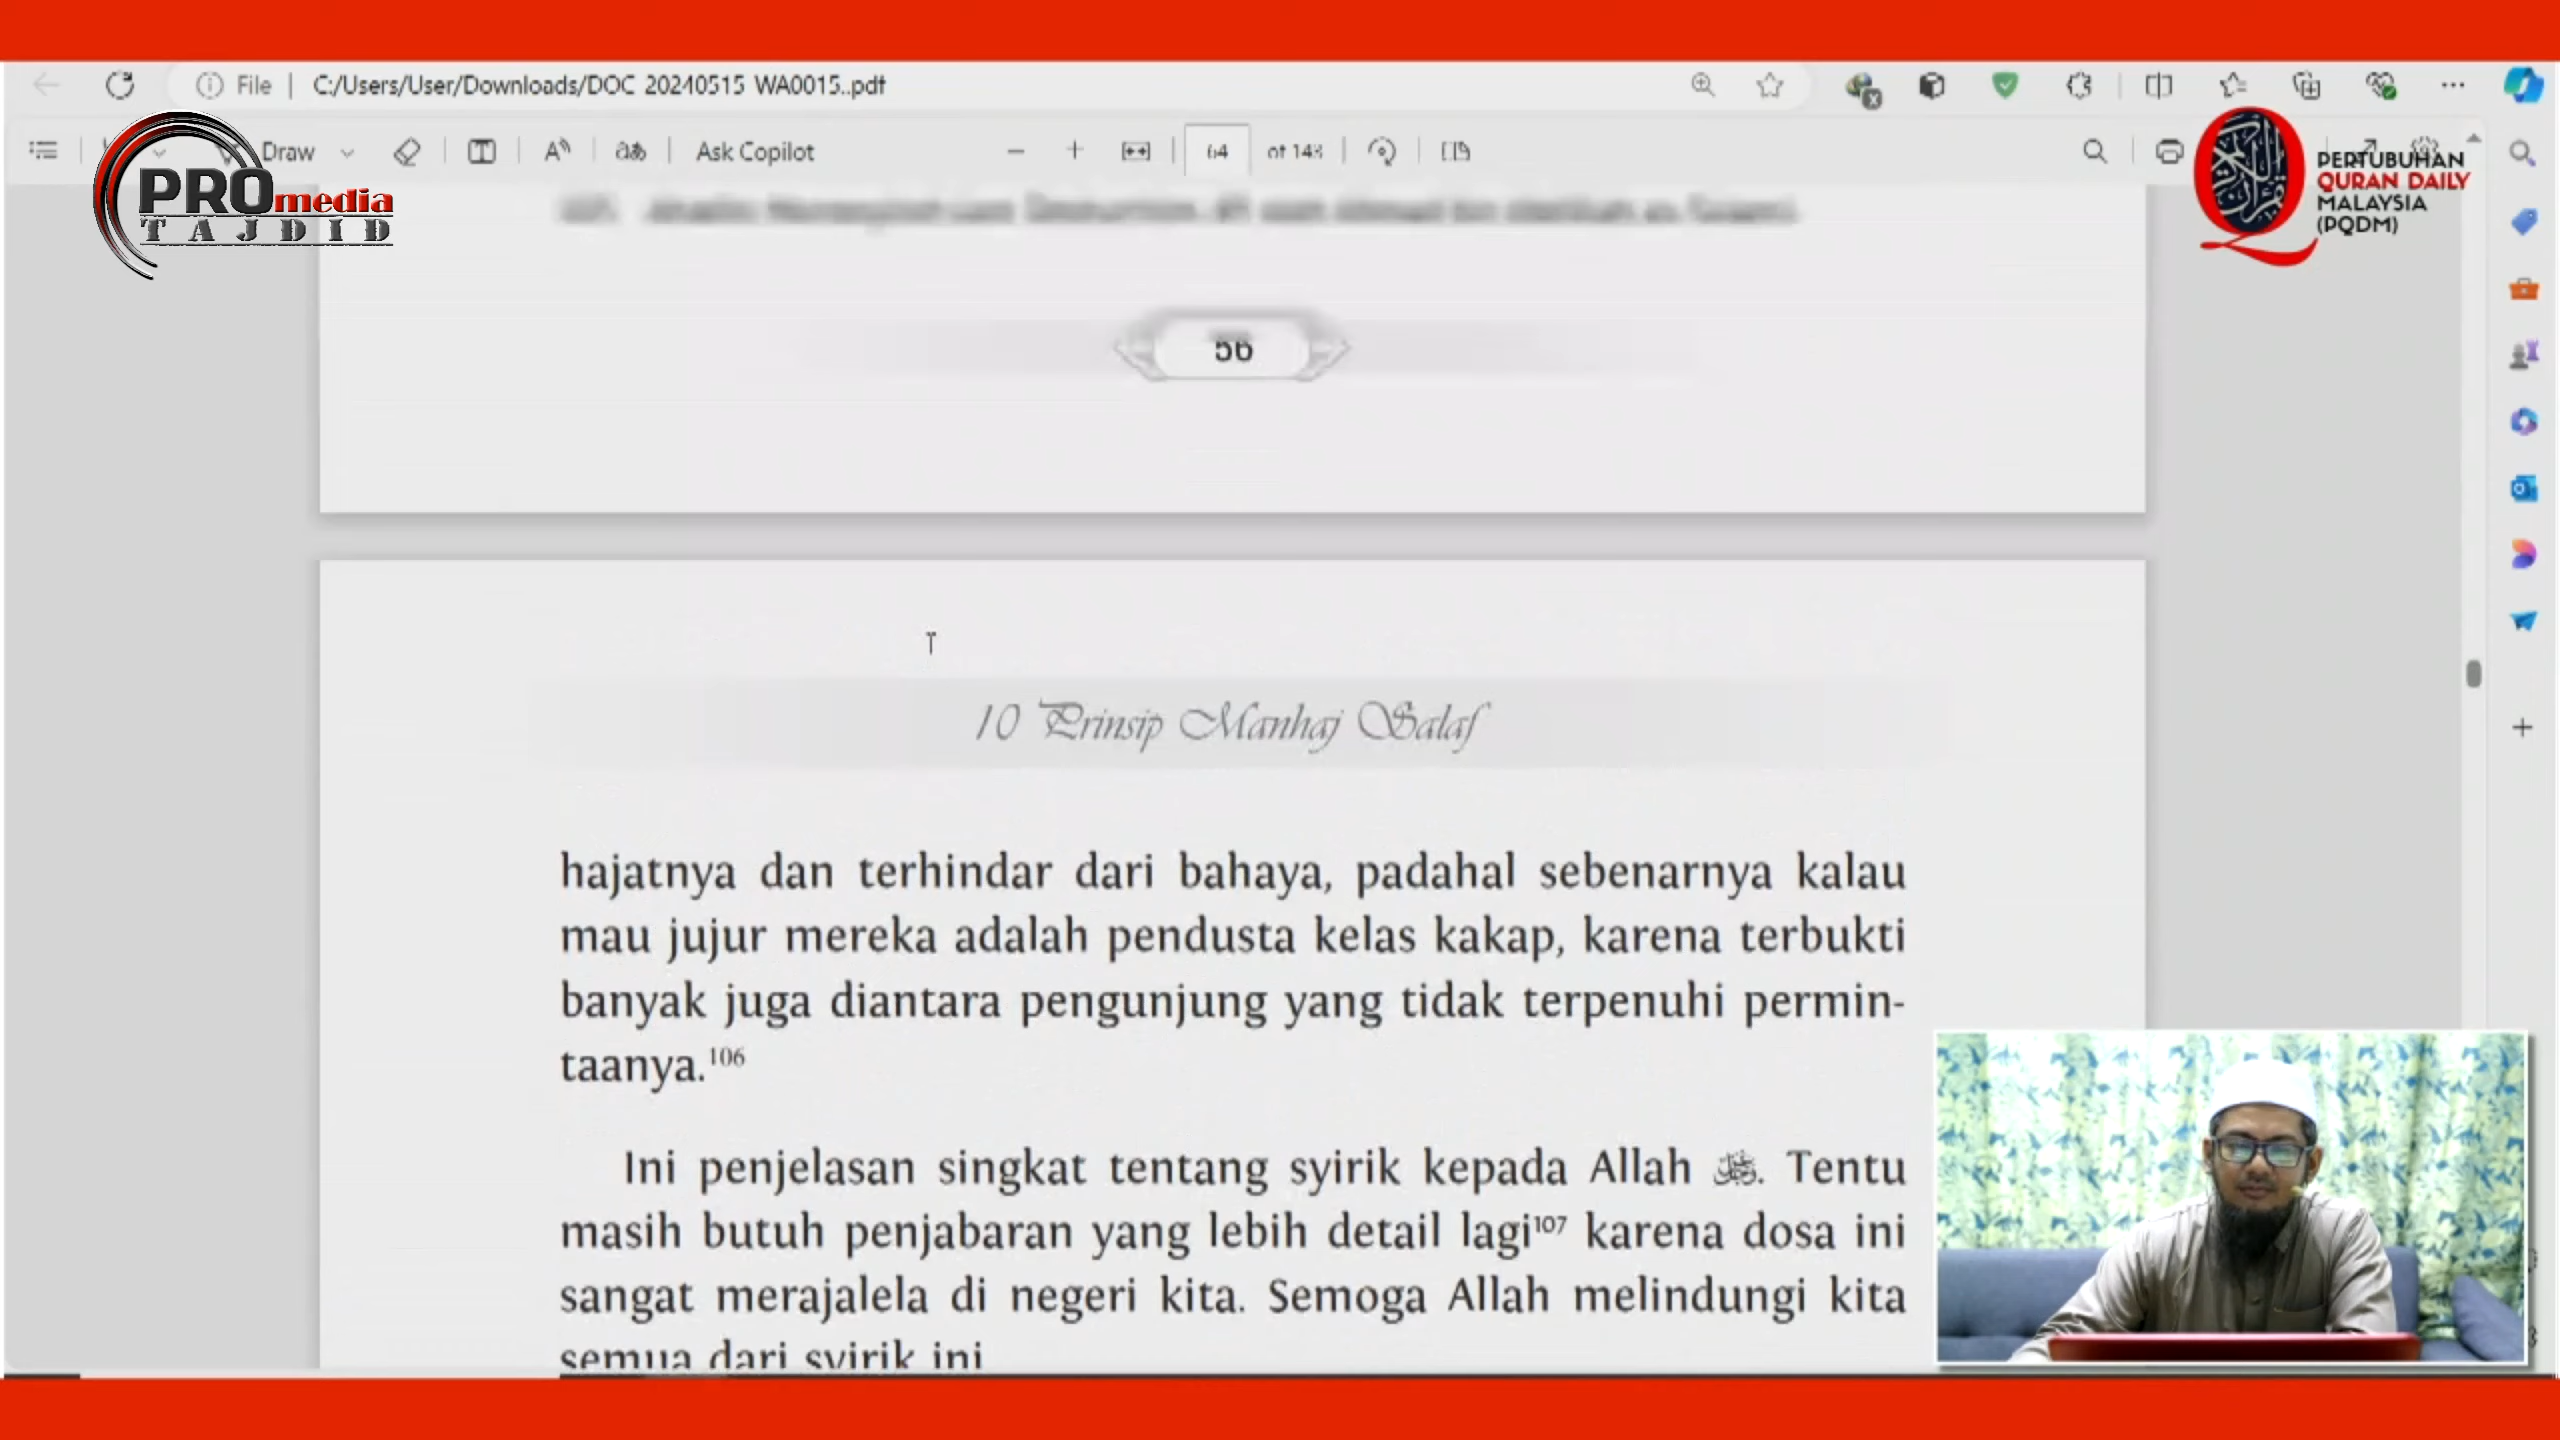 File | C:/Users/User/Downloads/DOC 20240515 WA0015..pdf
Draw
Ask Copilot
64 of 143
PROmedia
TAJDID
PERTUBUHAN
QURAN DAILY
MALAYSIA
(PQDM)
56
10 Prinsip Manhaj Salaf
hajatnya dan terhindar dari bahaya, padahal sebenarnya kalau
mau jujur mereka adalah pendusta kelas kakap, karena terbukti
banyak juga diantara pengunjung yang tidak terpenuhi permin-
taanya.106
Ini penjelasan singkat tentang syirik kepada Allah ﷻ. Tentu
masih butuh penjabaran yang lebih detail lagi107 karena dosa ini
sangat merajalela di negeri kita. Semoga Allah melindungi kita
semua dari syirik ini